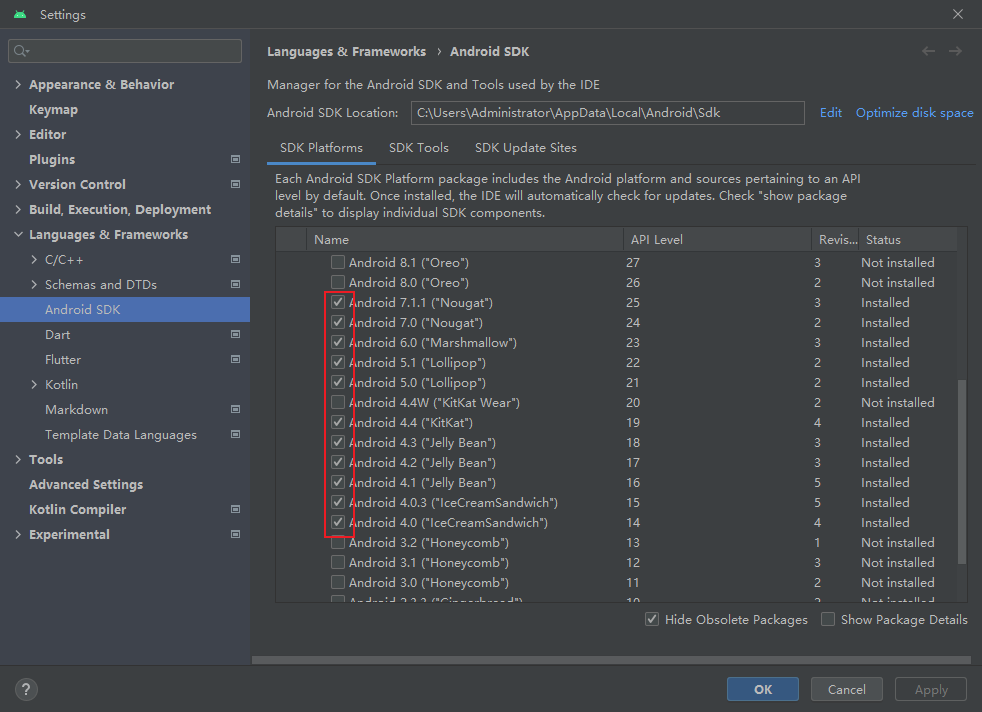 Settings
Languages & Frameworks › Android SDK
Manager for the Android SDK and Tools used by the IDE
Android SDK Location: C:\Users\Administrator\AppData\Local\Android\Sdk Edit Optimize disk space
SDK Platforms SDK Tools SDK Update Sites
Each Android SDK Platform package includes the Android platform and sources pertaining to an API
level by default. Once installed, the IDE will automatically check for updates. Check "show package
details" to display individual SDK components.
Appearance & Behavior
Keymap
Editor
Plugins
Version Control
Build, Execution, Deployment
Languages & Frameworks
C/C++
Schemas and DTDs
Android SDK
Dart
Flutter
Kotlin
Markdown
Template Data Languages
Tools
Advanced Settings
Kotlin Compiler
Experimental
Name API Level Revis... Status
Android 8.1 ("Oreo") 27 3 Not installed
Android 8.0 ("Oreo") 26 2 Not installed
Android 7.1.1 ("Nougat") 25 3 Installed
Android 7.0 ("Nougat") 24 2 Installed
Android 6.0 ("Marshmallow") 23 3 Installed
Android 5.1 ("Lollipop") 22 2 Installed
Android 5.0 ("Lollipop") 21 2 Installed
Android 4.4W ("KitKat Wear") 20 2 Not installed
Android 4.4 ("KitKat") 19 4 Installed
Android 4.3 ("Jelly Bean") 18 3 Installed
Android 4.2 ("Jelly Bean") 17 3 Installed
Android 4.1 ("Jelly Bean") 16 5 Installed
Android 4.0.3 ("IceCreamSandwich") 15 5 Installed
Android 4.0 ("IceCreamSandwich") 14 4 Installed
Android 3.2 ("Honeycomb") 13 1 Not installed
Android 3.1 ("Honeycomb") 12 3 Not installed
Android 3.0 ("Honeycomb") 11 2 Not installed
Android 2.3.3 ("Gingerbread") 10 2 Not installed
Hide Obsolete Packages Show Package Details
? OK Cancel Apply